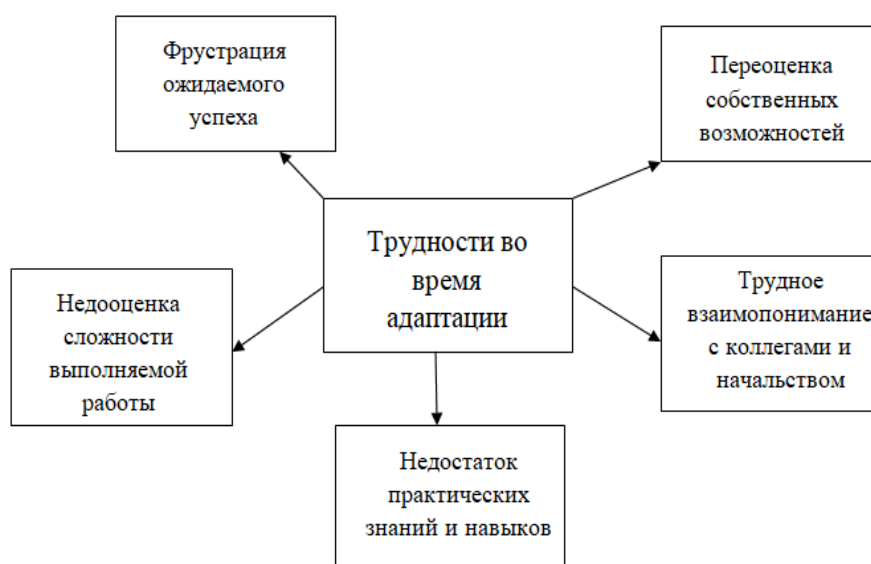 Фрустрация
ожидаемого
успеха
Переоценка
собственных
возможностей
Трудности во
время
адаптации
Недооценка
сложности
выполняемой
работы
Трудное
взаимопонимание
с коллегами и
начальством
Недостаток
практических
знаний и навыков